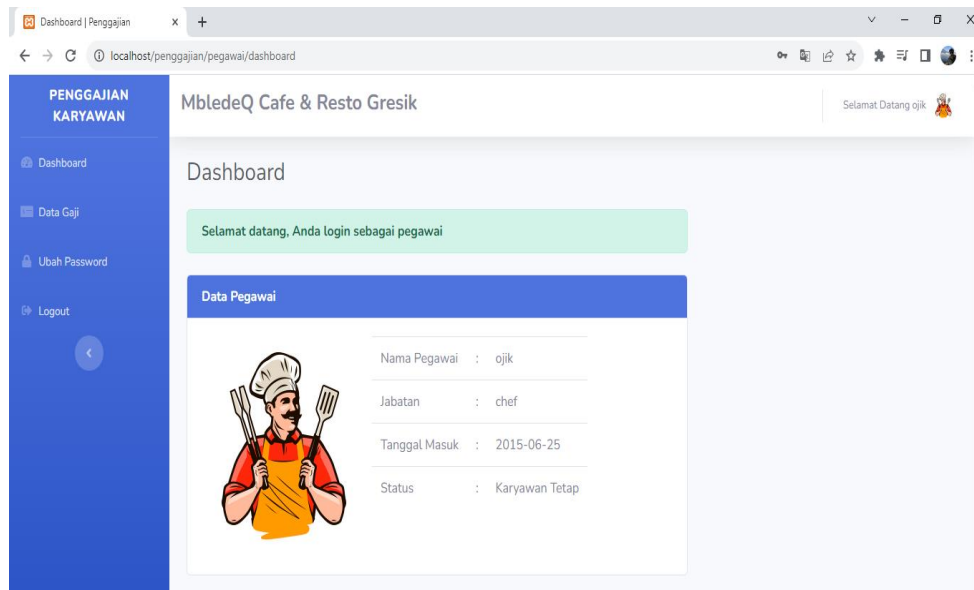 Dashboard | Penggajian
localhost/penggajian/pegawai/dashboard
PENGGAJIAN
KARYAWAN
MbledeQ Cafe & Resto Gresik
Selamat Datang ojik
Dashboard
Data Gaji
Ubah Password
Logout
Dashboard
Selamat datang, Anda login sebagai pegawai
Data Pegawai
Nama Pegawai : ojik
Jabatan : chef
Tanggal Masuk : 2015-06-25
Status : Karyawan Tetap